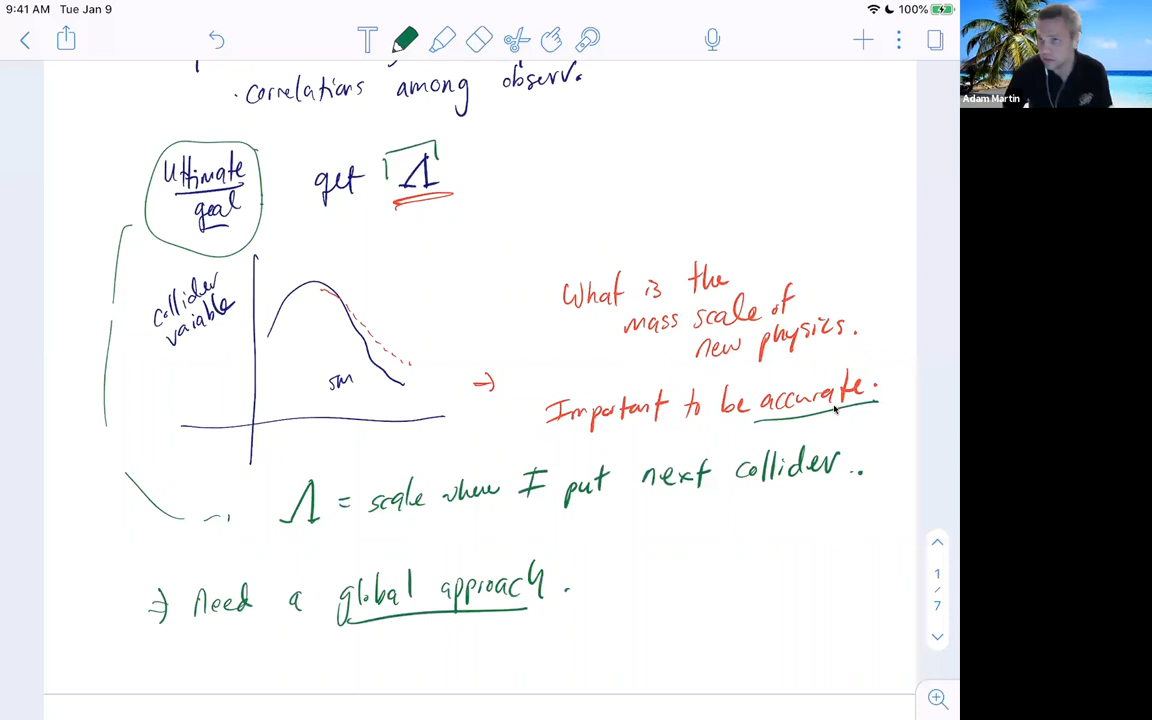 9:41 AM Tue Jan 9
100%
Adam Martin
· correlations among observ.
Ultimate goal
get Λ
collider variable
SM
What is the
mass scale of
new physics.
⇒ Important to be accurate.
Λ = scale where I put next collider..
⇒ Need a global approach.
1
/
7